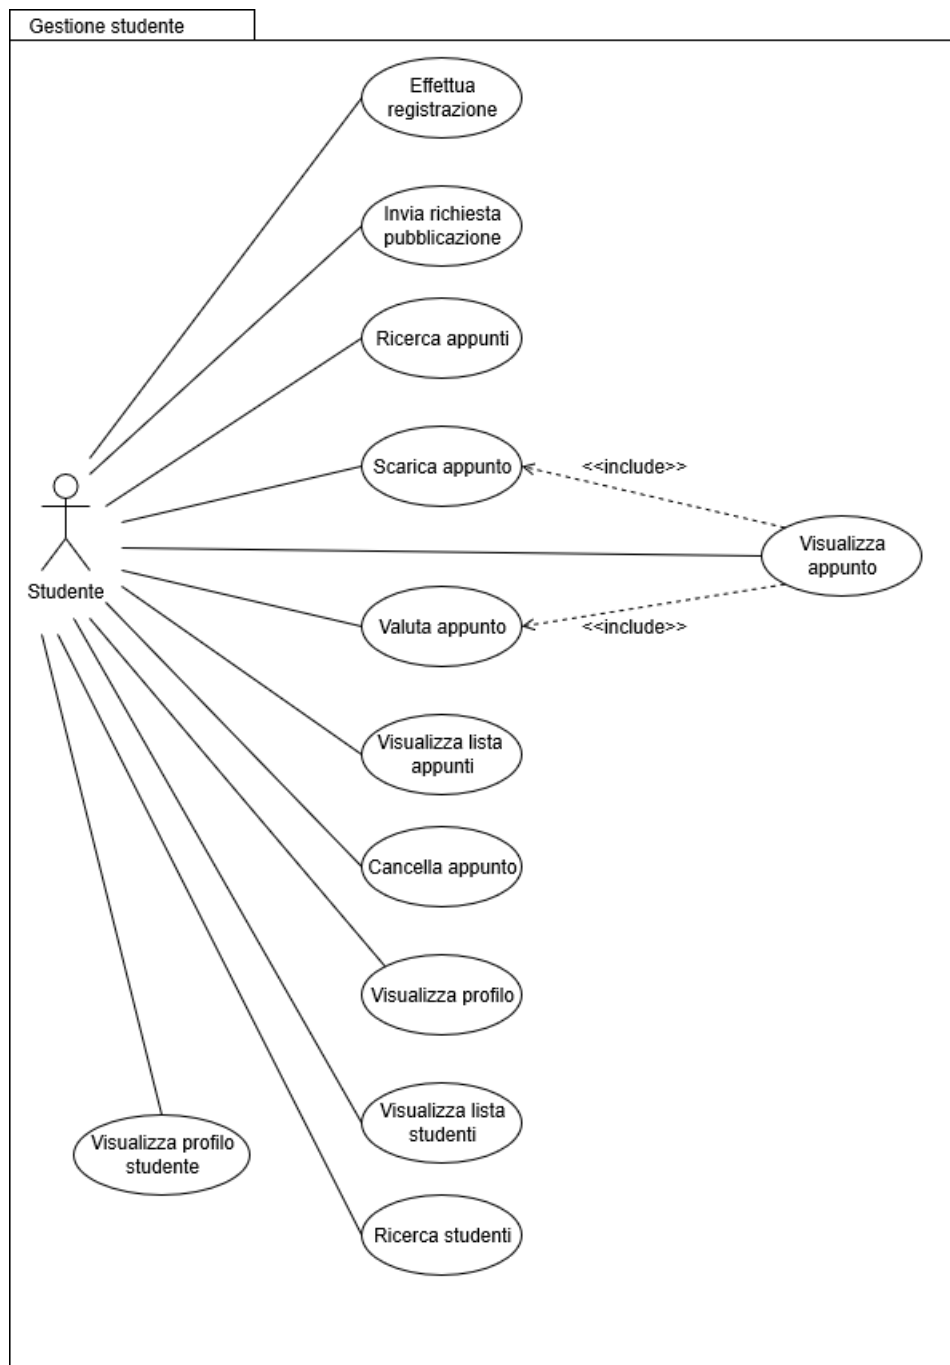 Gestione studente
Effettua
registrazione
Invia richiesta
pubblicazione
Ricerca appunti
Scarica appunto
<<include>>
Visualizza
appunto
Studente
Valuta appunto
<<include>>
Visualizza lista
appunti
Cancella appunto
Visualizza profilo
Visualizza lista
studenti
Visualizza profilo
studente
Ricerca studenti